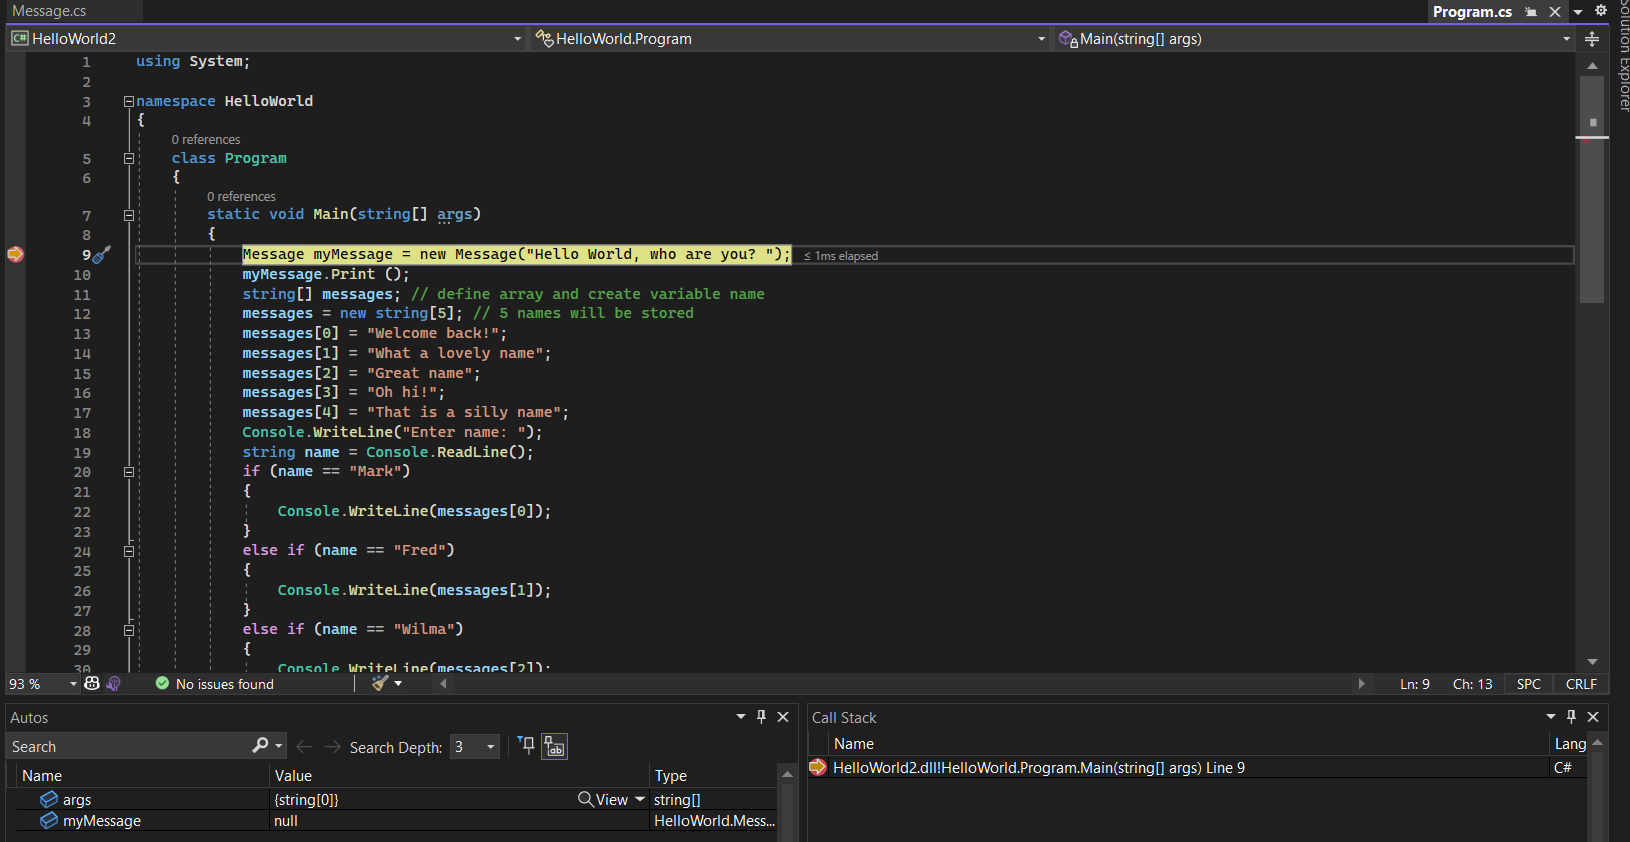 Message.cs
Program.cs
HelloWorld2
HelloWorld.Program
Main(string[] args)
Solution Explorer
1 using System;
2
3 namespace HelloWorld
4 {
0 references
5 class Program
6 {
0 references
7 static void Main(string[] args)
8 {
9 Message myMessage = new Message("Hello World, who are you? "); ≤ 1ms elapsed
10 myMessage.Print ();
11 string[] messages; // define array and create variable name
12 messages = new string[5]; // 5 names will be stored
13 messages[0] = "Welcome back!";
14 messages[1] = "What a lovely name";
15 messages[2] = "Great name";
16 messages[3] = "Oh hi!";
17 messages[4] = "That is a silly name";
18 Console.WriteLine("Enter name: ");
19 string name = Console.ReadLine();
20 if (name == "Mark")
21 {
22 Console.WriteLine(messages[0]);
23 }
24 else if (name == "Fred")
25 {
26 Console.WriteLine(messages[1]);
27 }
28 else if (name == "Wilma")
29 {
30 Console.WriteLine(messages[2]);
93 % No issues found Ln: 9 Ch: 13 SPC CRLF
Autos
Search Search Depth: 3
Name Value Type
args {string[0]} View string[]
myMessage null HelloWorld.Mess...
Call Stack
Name Lang
HelloWorld2.dll!HelloWorld.Program.Main(string[] args) Line 9 C#